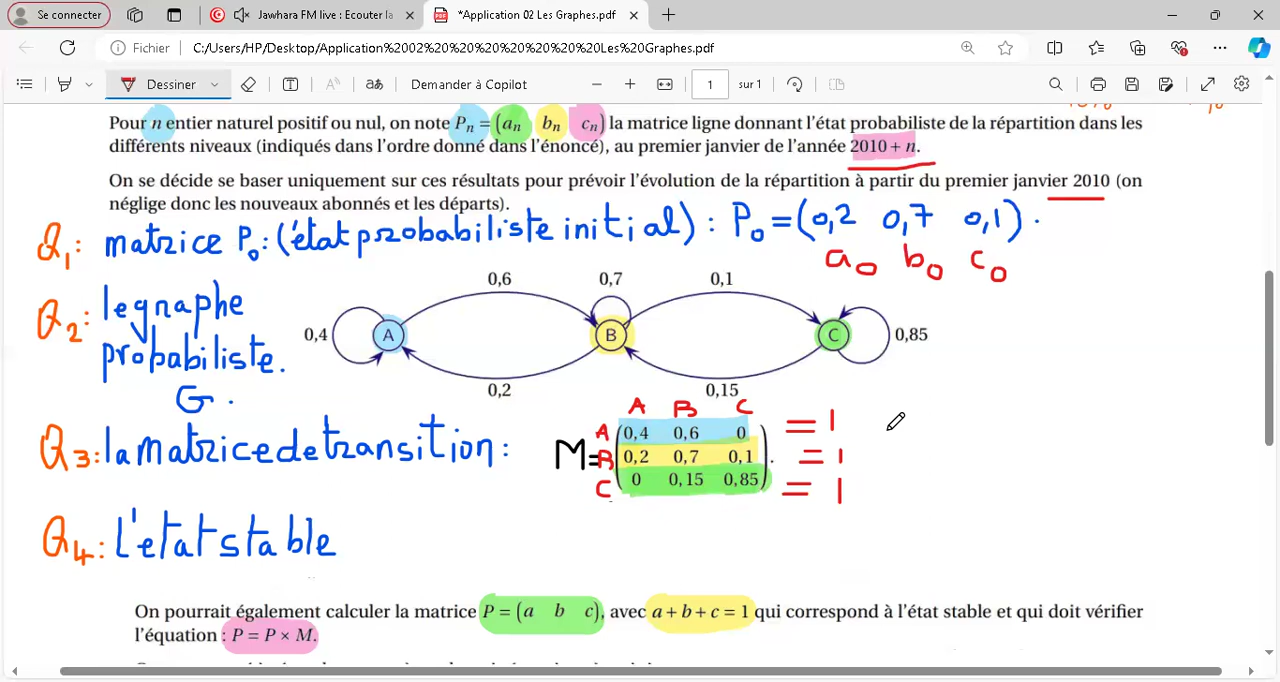 Se connecter
Jawhara FM live : Ecouter la
*Application 02 Les Graphes.pdf
Fichier
C:/Users/HP/Desktop/Application%2002%20%20%20%20%20%20%20Les%20Graphes.pdf
Dessiner
aあ
Demander à Copilot
1 sur 1
Pour n entier naturel positif ou nul, on note Pn = (an bn cn) la matrice ligne donnant l'état probabiliste de la répartition dans les
différents niveaux (indiqués dans l'ordre donné dans l'énoncé), au premier janvier de l'année 2010 + n.
On se décide se baser uniquement sur ces résultats pour prévoir l'évolution de la répartition à partir du premier janvier 2010 (on
néglige donc les nouveaux abonnés et les départs).
Q1: matrice P0: (l'état probabiliste initial) : P0 = (0,2 0,7 0,1).
a0 b0 c0
Q2: le graphe
probabiliste.
G.
0,6 0,7 0,1
0,4 A B C 0,85
0,2 0,15
Q3: la matrice de transition :
M=
A B C
A 0,4 0,6 0 = 1
B 0,2 0,7 0,1 = 1
C 0 0,15 0,85 = 1
Q4: L'etat stable
On pourrait également calculer la matrice P = (a b c), avec a + b + c = 1 qui correspond à l'état stable et qui doit vérifier
l'équation : P = P × M.